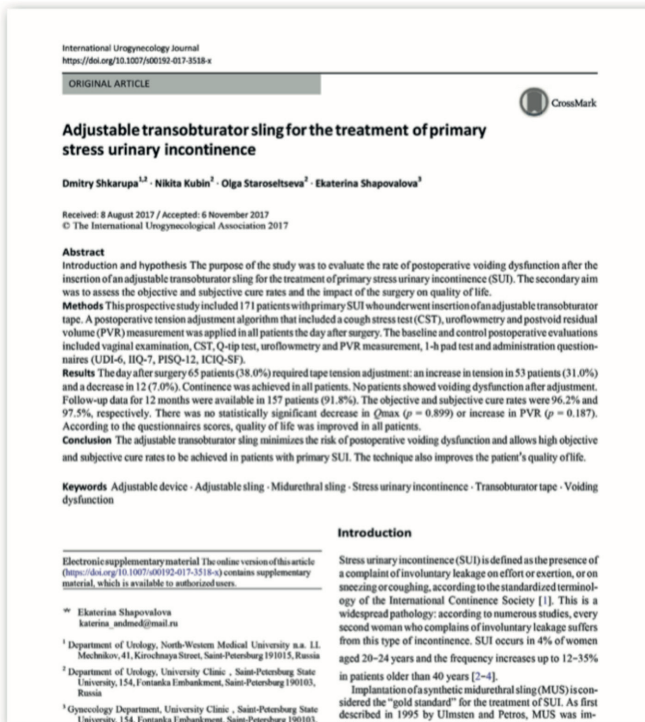 International Urogynecology Journal
https://doi.org/10.1007/s00192-017-3518-x
ORIGINAL ARTICLE
CrossMark
Adjustable transobturator sling for the treatment of primary
stress urinary incontinence
Dmitry Shkarupa1,2 · Nikita Kubin2 · Olga Staroseltseva2 · Ekaterina Shapovalova3
Received: 8 August 2017 / Accepted: 6 November 2017
© The International Urogynecological Association 2017
Abstract
Introduction and hypothesis The purpose of the study was to evaluate the rate of postoperative voiding dysfunction after the
insertion of an adjustable transobturator sling for the treatment of primary stress urinary incontinence (SUI). The secondary aim
was to assess the objective and subjective cure rates and the impact of the surgery on quality of life.
Methods This prospective study included 171 patients with primary SUI who underwent insertion of an adjustable transobturator
tape. A postoperative tension adjustment algorithm that included a cough stress test (CST), uroflowmetry and postvoid residual
volume (PVR) measurement was applied in all patients the day after surgery. The baseline and control postoperative evaluations
included vaginal examination, CST, Q-tip test, uroflowmetry and PVR measurement, 1-h pad test and administration question-
naires (UDI-6, IIQ-7, PISQ-12, ICIQ-SF).
Results The day after surgery 65 patients (38.0%) required tape tension adjustment: an increase in tension in 53 patients (31.0%)
and a decrease in 12 (7.0%). Continence was achieved in all patients. No patients showed voiding dysfunction after adjustment.
Follow-up data for 12 months were available in 157 patients (91.8%). The objective and subjective cure rates were 96.2% and
97.5%, respectively. There was no statistically significant decrease in Qmax (p = 0.899) or increase in PVR (p = 0.187).
According to the questionnaires scores, quality of life was improved in all patients.
Conclusion The adjustable transobturator sling minimizes the risk of postoperative voiding dysfunction and allows high objective
and subjective cure rates to be achieved in patients with primary SUI. The technique also improves the patient's quality of life.
Keywords Adjustable device · Adjustable sling · Midurethral sling · Stress urinary incontinence · Transobturator tape · Voiding
dysfunction
Electronic supplementary material The online version of this article
(https://doi.org/10.1007/s00192-017-3518-x) contains supplementary
material, which is available to authorized users.
Ekaterina Shapovalova
katerina_andmed@mail.ru
1 Department of Urology, North-Western Medical University n.a. I.I.
Mechnikov, 41, Kirochnaya Street, Saint-Petersburg 191015, Russia
2 Department of Urology, University Clinic , Saint-Petersburg State
University, 154, Fontanka Embankment, Saint-Petersburg 190103,
Russia
3 Gynecology Department, University Clinic , Saint-Petersburg State
University, 154, Fontanka Embankment, Saint-Petersburg 190103,
Introduction
Stress urinary incontinence (SUI) is defined as the presence of
a complaint of involuntary leakage on effort or exertion, or on
sneezing or coughing, according to the standardized terminol-
ogy of the International Continence Society [1]. This is a
widespread pathology: according to numerous studies, every
second woman who complains of involuntary leakage suffers
from this type of incontinence. SUI occurs in 4% of women
aged 20–24 years and the frequency increases up to 12–35%
in patients older than 40 years [2–4].
Implantation of a synthetic midurethral sling (MUS) is con-
sidered the "gold standard" for the treatment of SUI. As first
described in 1995 by Ulmsten and Petros, MUS was im-